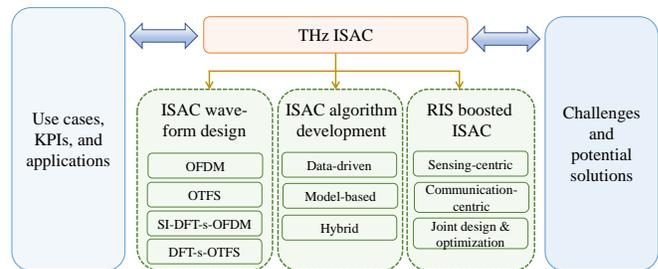 THz ISAC
Use cases,
KPIs, and
applications
ISAC wave-
form design
OFDM
OTFS
SI-DFT-s-OFDM
DFT-s-OTFS
ISAC algorithm
development
Data-driven
Model-based
Hybrid
RIS boosted
ISAC
Sensing-centric
Communication-
centric
Joint design &
optimization
Challenges
and
potential
solutions